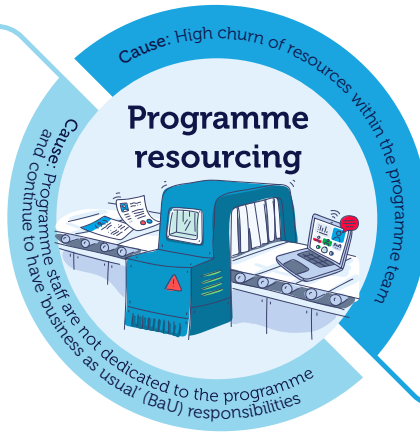 Cause: High churn of resources within the programme team
Programme
resourcing
Cause: Programme staff are not dedicated to the programme
and continue to have ‘business as usual’ (BaU) responsibilities